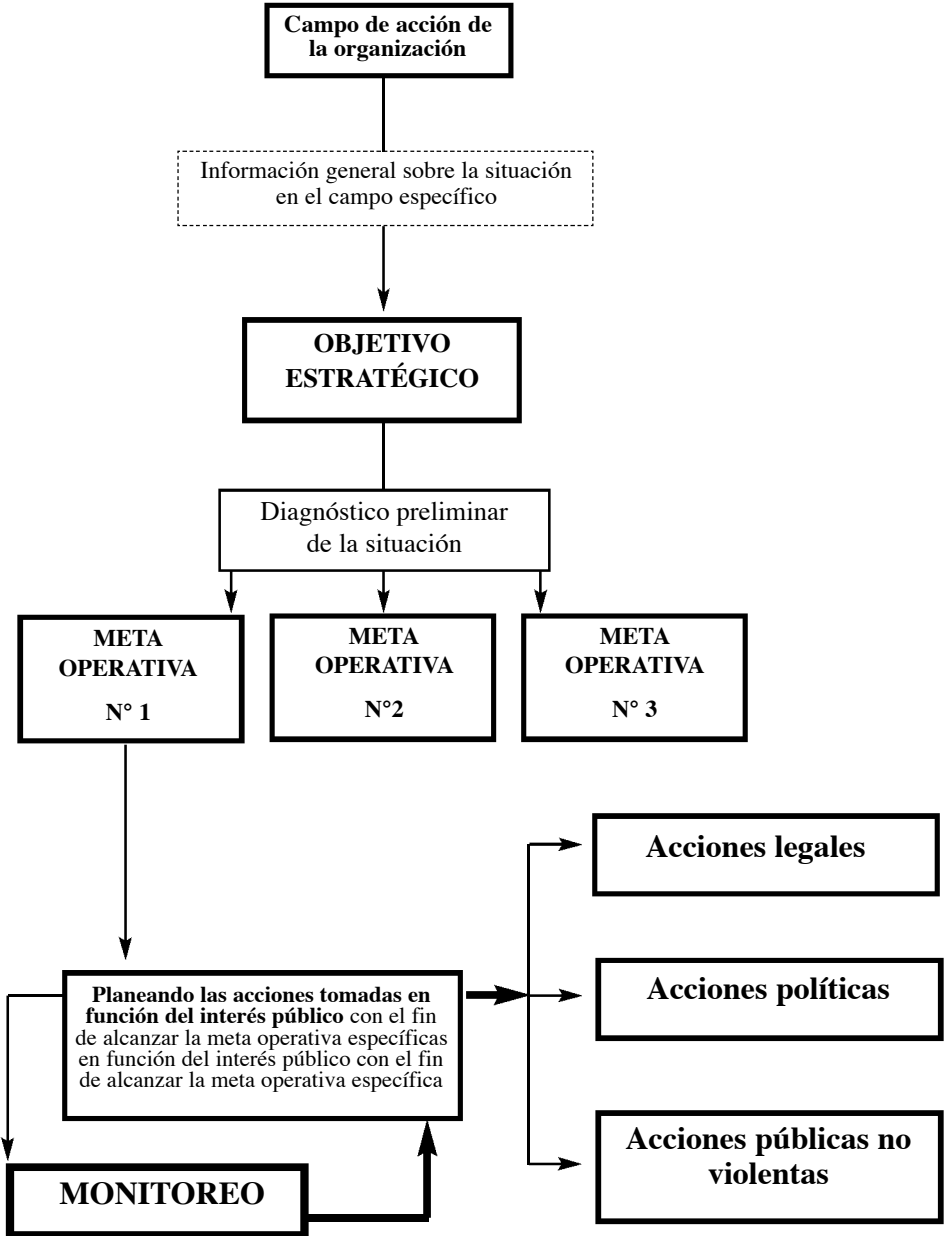 Campo de acción de
la organización
Información general sobre la situación
en el campo específico
OBJETIVO
ESTRATÉGICO
Diagnóstico preliminar
de la situación
META
OPERATIVA
N° 1
META
OPERATIVA
N°2
META
OPERATIVA
N° 3
Acciones legales
Planeando las acciones tomadas en
función del interés público con el fin
de alcanzar la meta operativa específicas
en función del interés público con el fin
de alcanzar la meta operativa específica
Acciones políticas
Acciones públicas no
violentas
MONITOREO